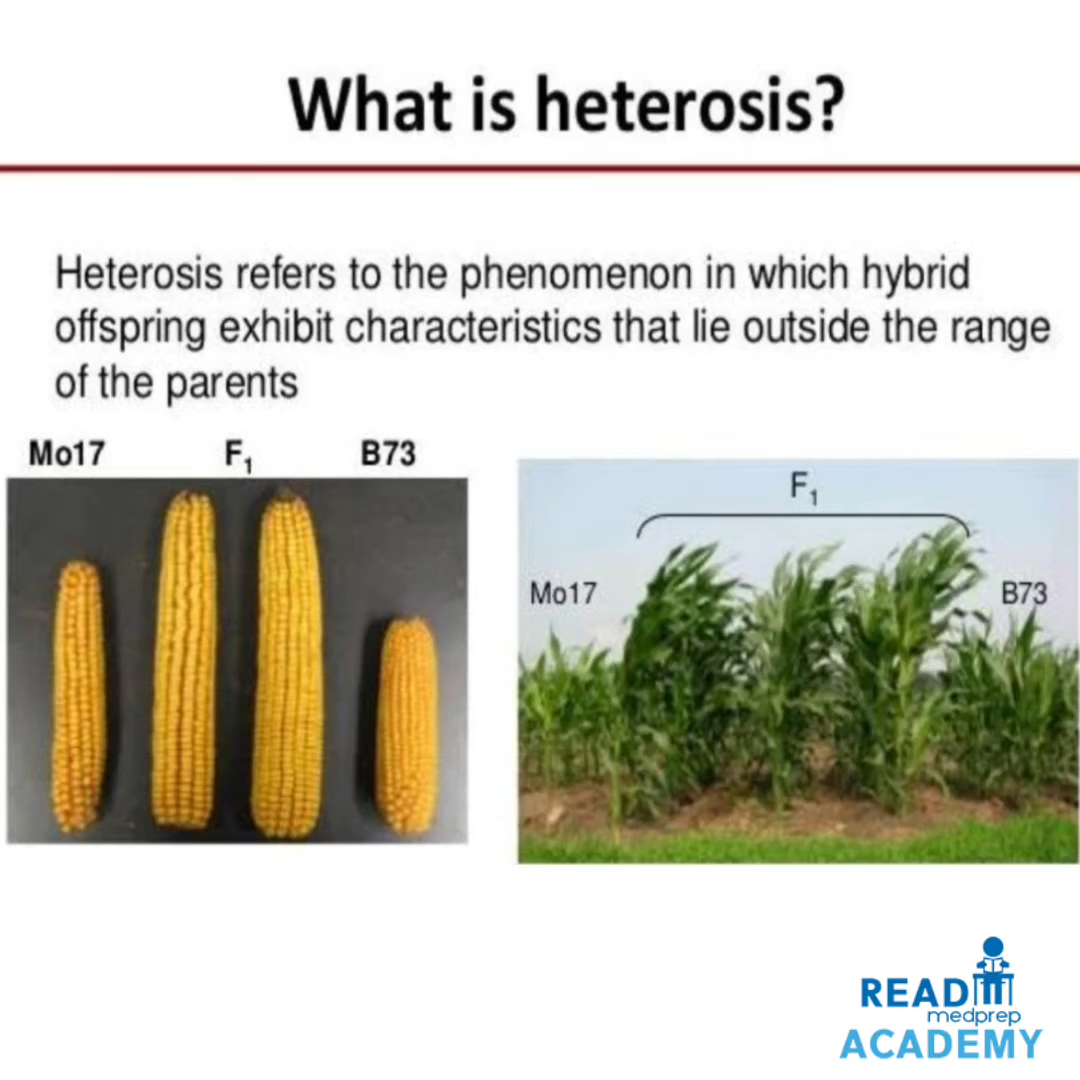 What is heterosis?
Heterosis refers to the phenomenon in which hybrid
offspring exhibit characteristics that lie outside the range
of the parents
Mo17 F₁ B73
F₁
Mo17 B73
READ
medprep
ACADEMY